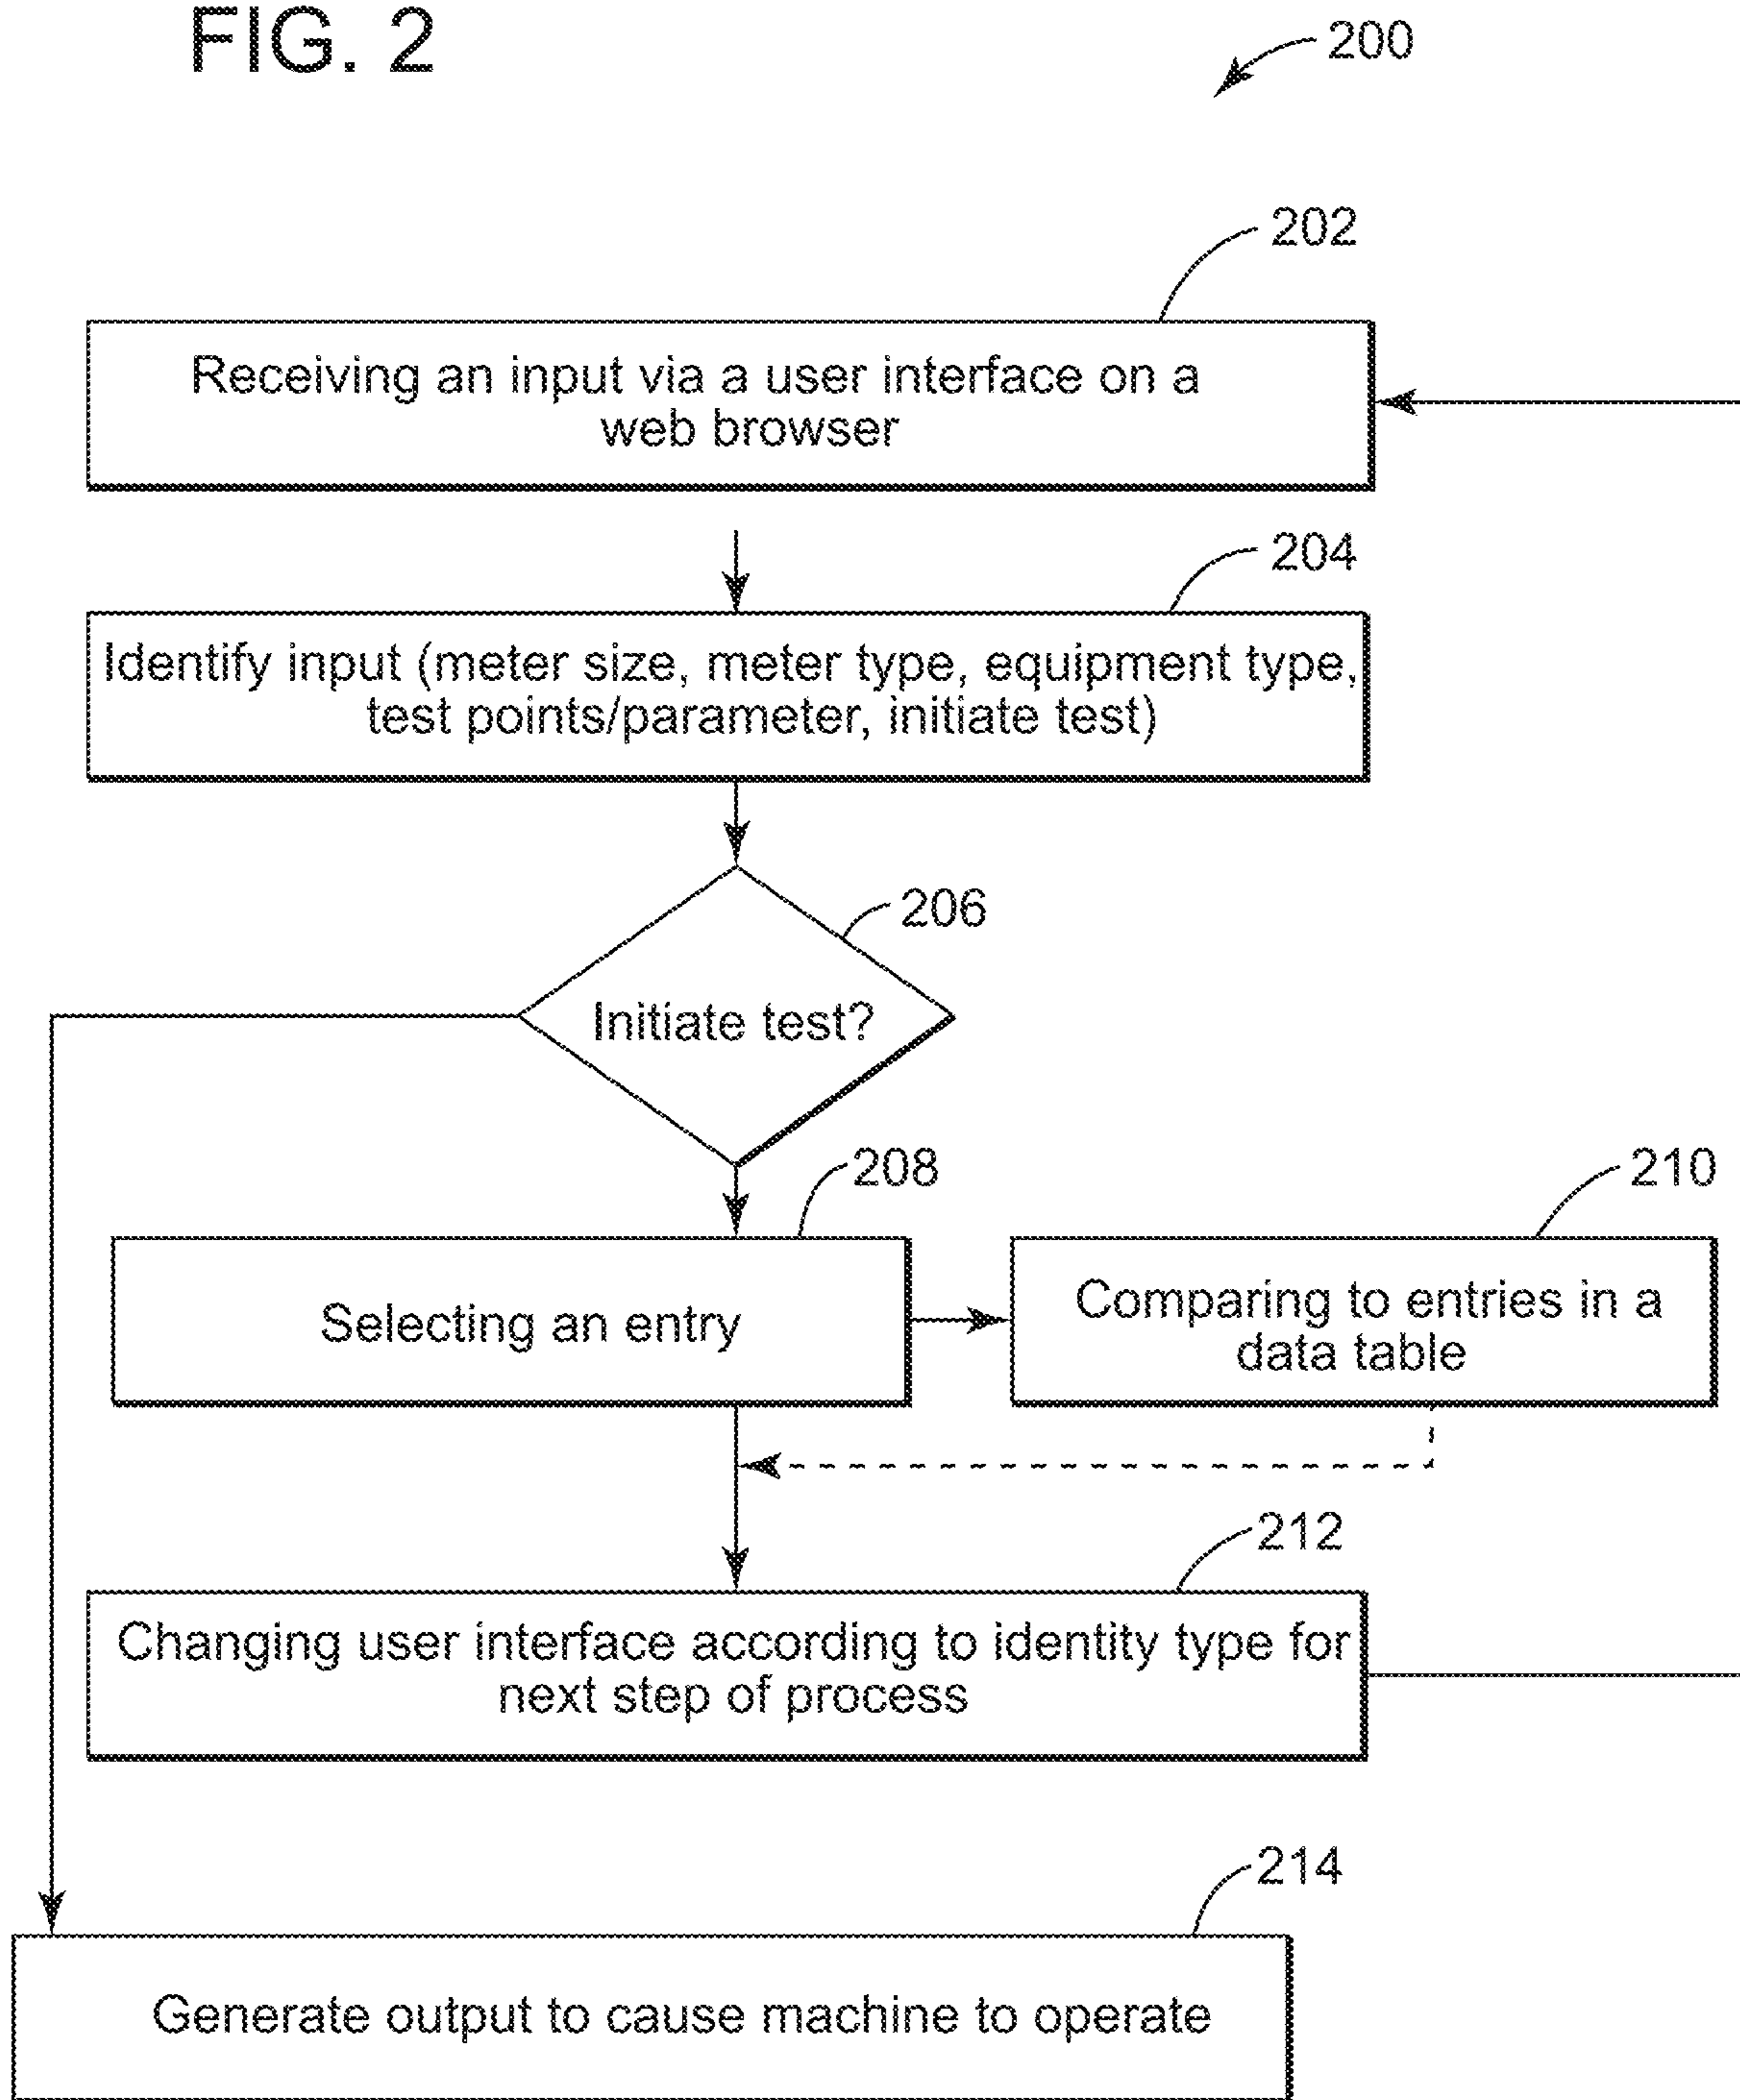 FIG. 2
200
202
Receiving an input via a user interface on a
web browser
204
Identify input (meter size, meter type, equipment type,
test points/parameter, initiate test)
206
Initiate test?
208
210
Selecting an entry
Comparing to entries in a
data table
212
Changing user interface according to identity type for
next step of process
214
Generate output to cause machine to operate